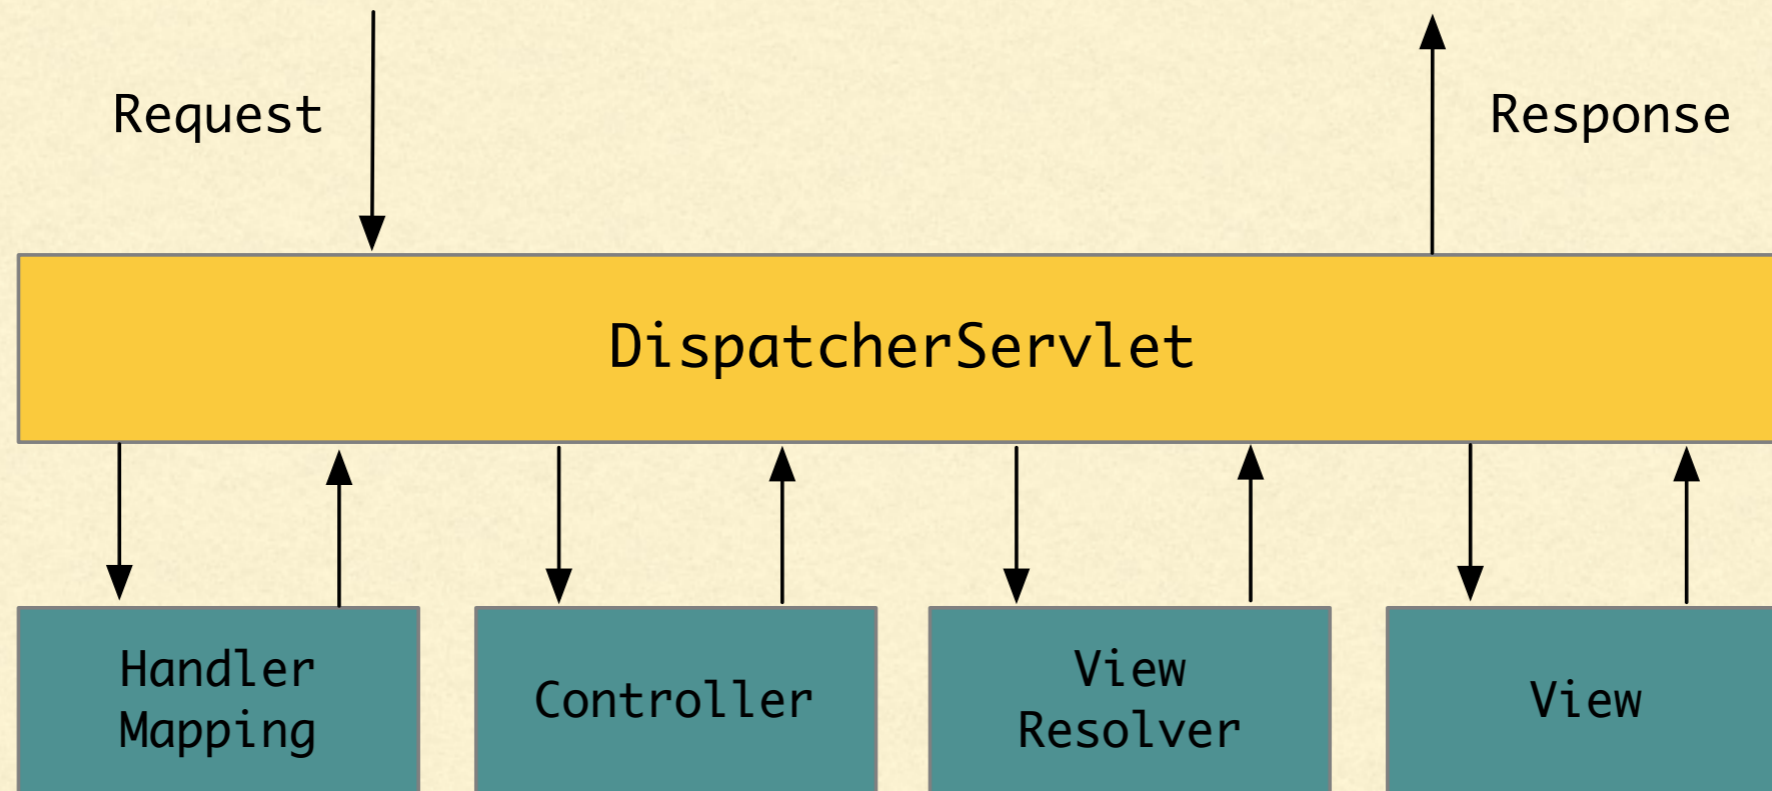 Request
Response
DispatcherServlet
Handler
Mapping
Controller
View
Resolver
View